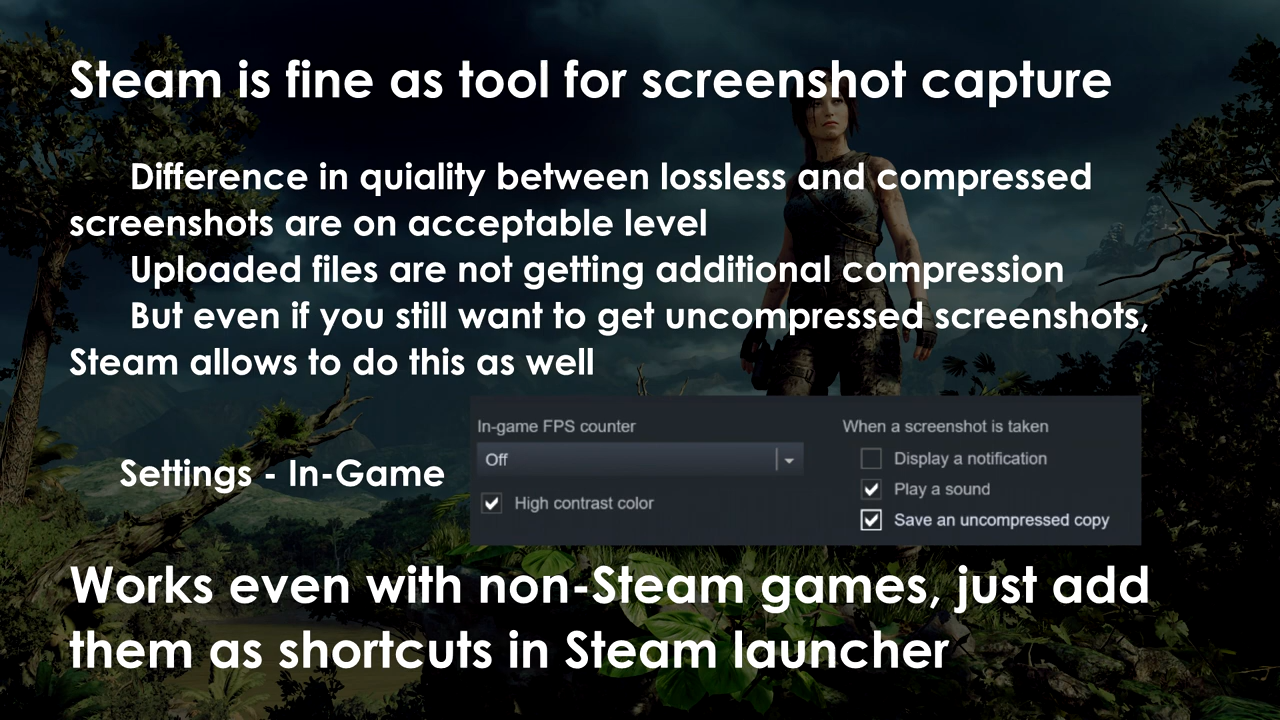 Steam is fine as tool for screenshot capture
Difference in quiality between lossless and compressed
screenshots are on acceptable level
Uploaded files are not getting additional compression
But even if you still want to get uncompressed screenshots,
Steam allows to do this as well
Settings - In-Game
In-game FPS counter
Off
High contrast color
When a screenshot is taken
Display a notification
Play a sound
Save an uncompressed copy
Works even with non-Steam games, just add
them as shortcuts in Steam launcher